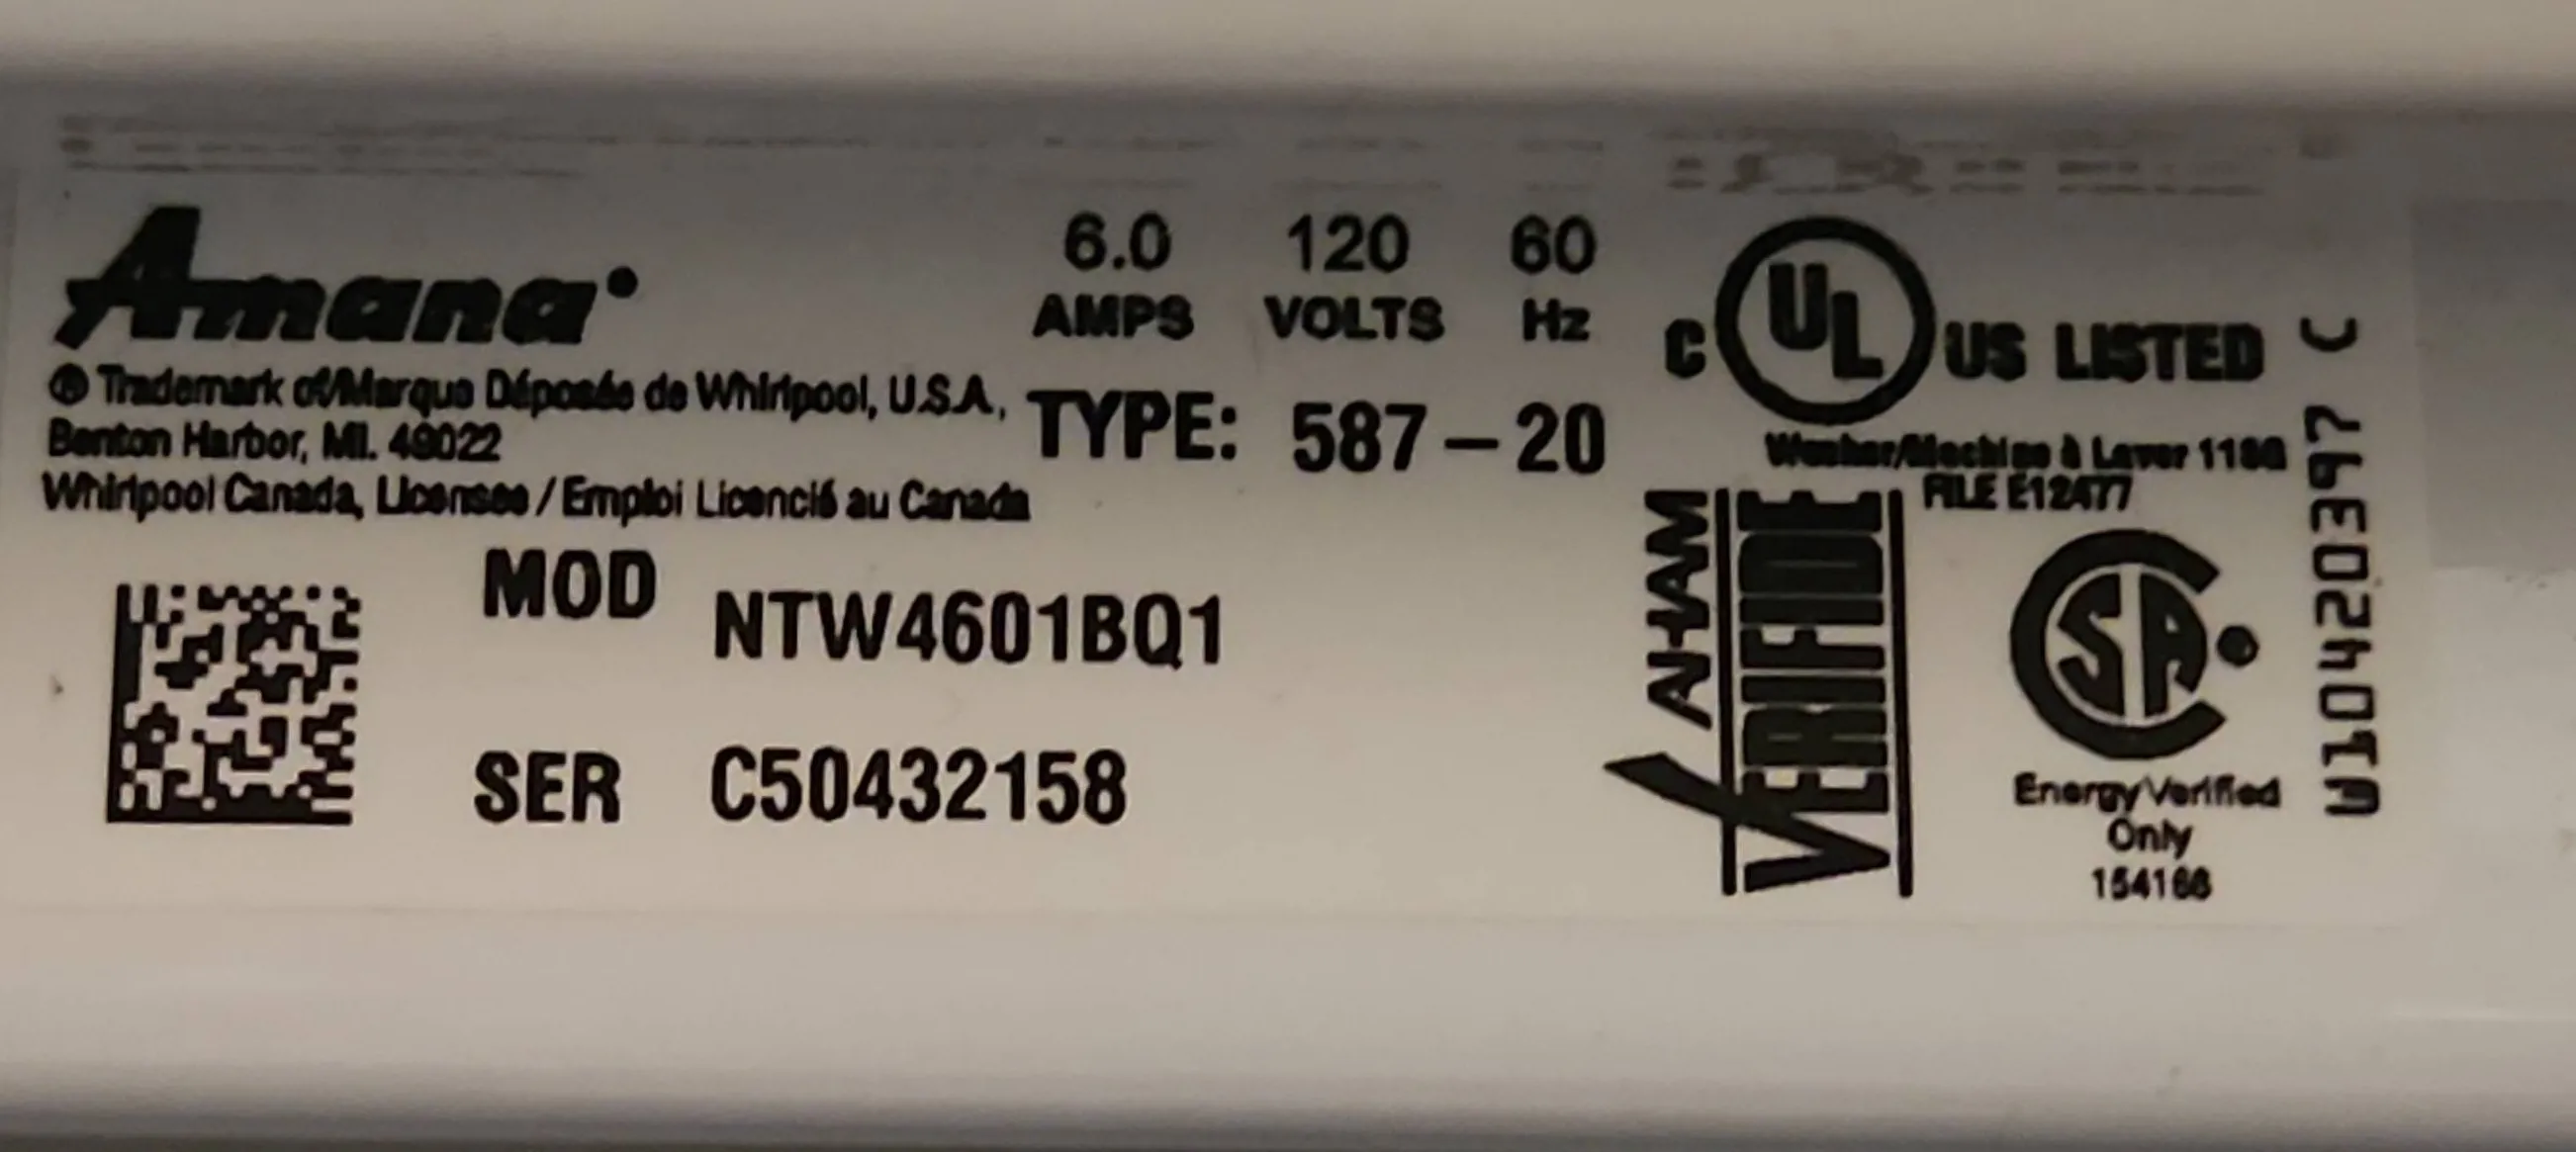 Amana
® Trademark of/Marque Déposée de Whirlpool, U.S.A.,
Benton Harbor, MI. 49022
Whirlpool Canada, Licensee / Emploi Licencié au Canada
6.0 120 60
AMPS VOLTS Hz
TYPE: 587-20
MOD NTW4601BQ1
SER C50432158
C UL US LISTED
Washer/Machine à Laver
FILE E12477
AHAM
VERIFIDE
CSA
Energy Verified
Only
W10420397 C